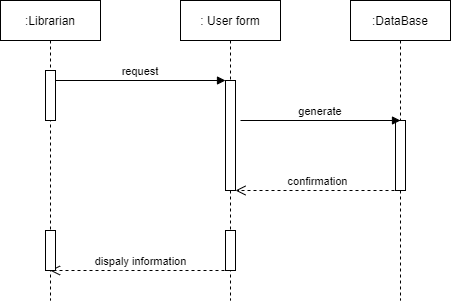 :Librarian
: User form
:DataBase
request
generate
confirmation
dispaly information